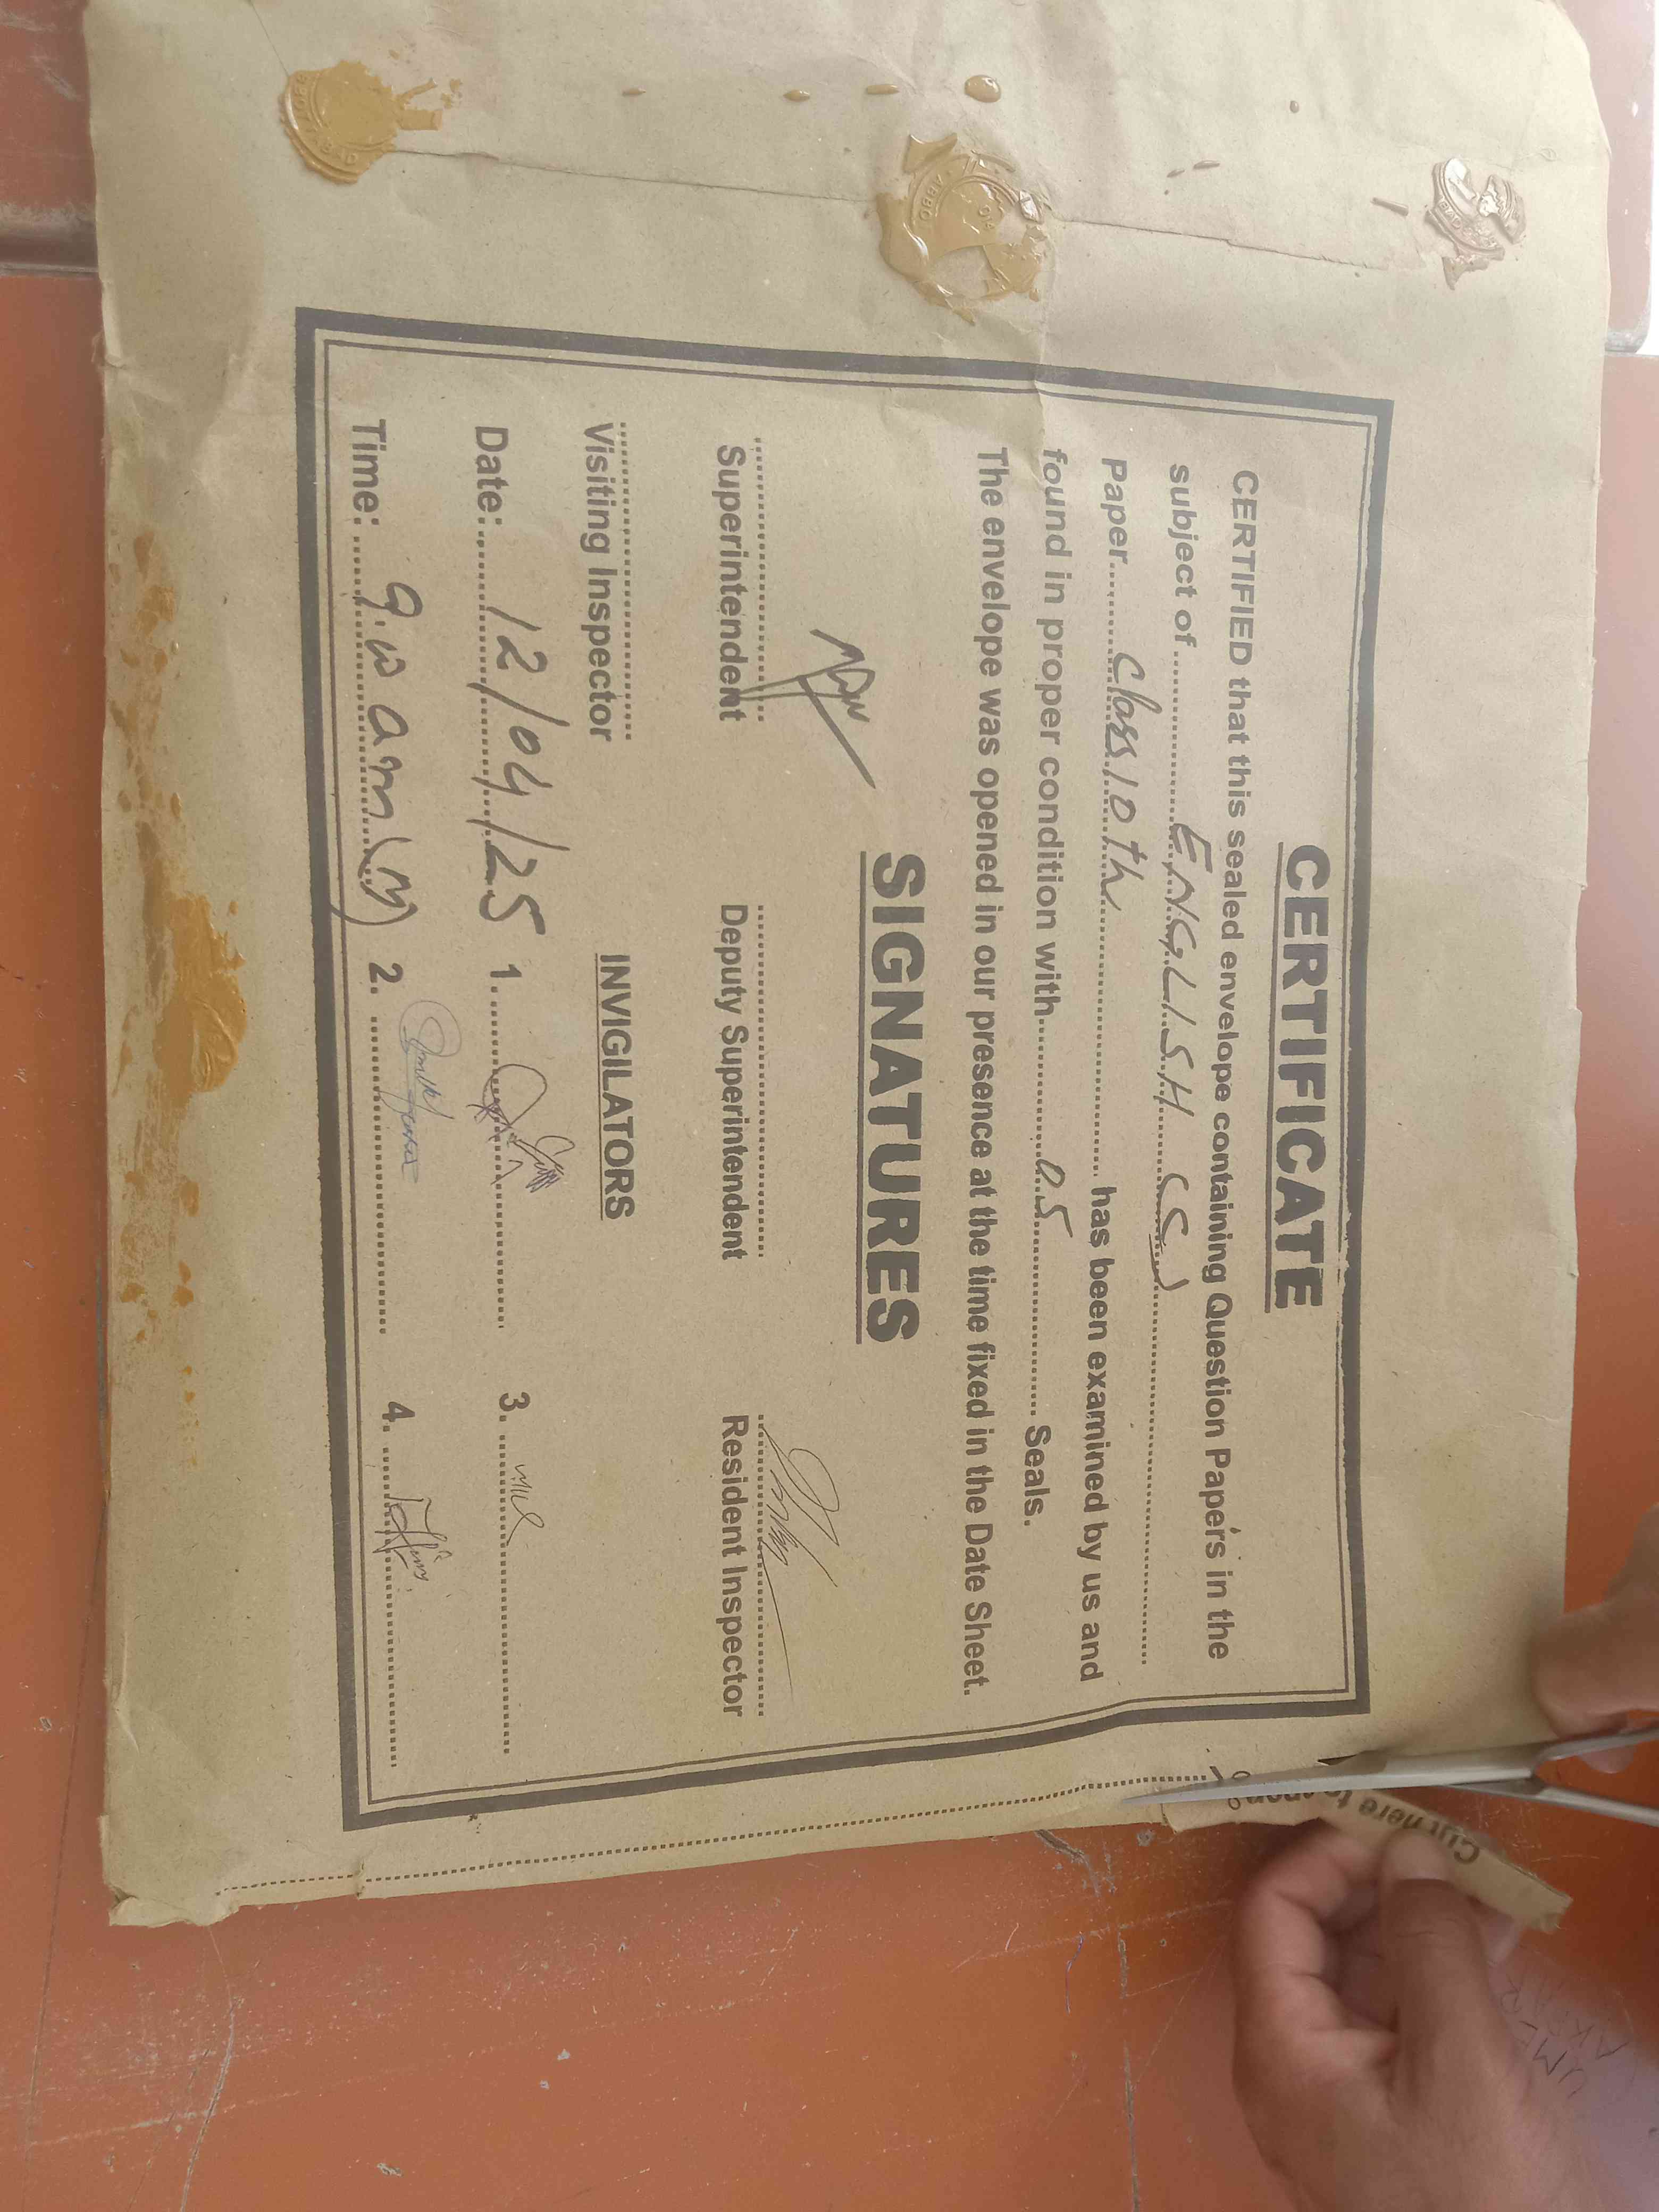 CERTIFICATE
CERTIFIED that this sealed envelope containing Question Papers in the
subject of ........ ENGLISH (S) ........
Paper........ Class 10th ........ has been examined by us and
found in proper condition with........ 05 ........ Seals.
The envelope was opened in our presence at the time fixed in the Date Sheet.
SIGNATURES
Superintendent Deputy Superintendent Resident Inspector
Visiting Inspector INVIGILATORS
Date: 12/04/25 1. 3.
Time: am (M) 2. 4.
Cut here to open